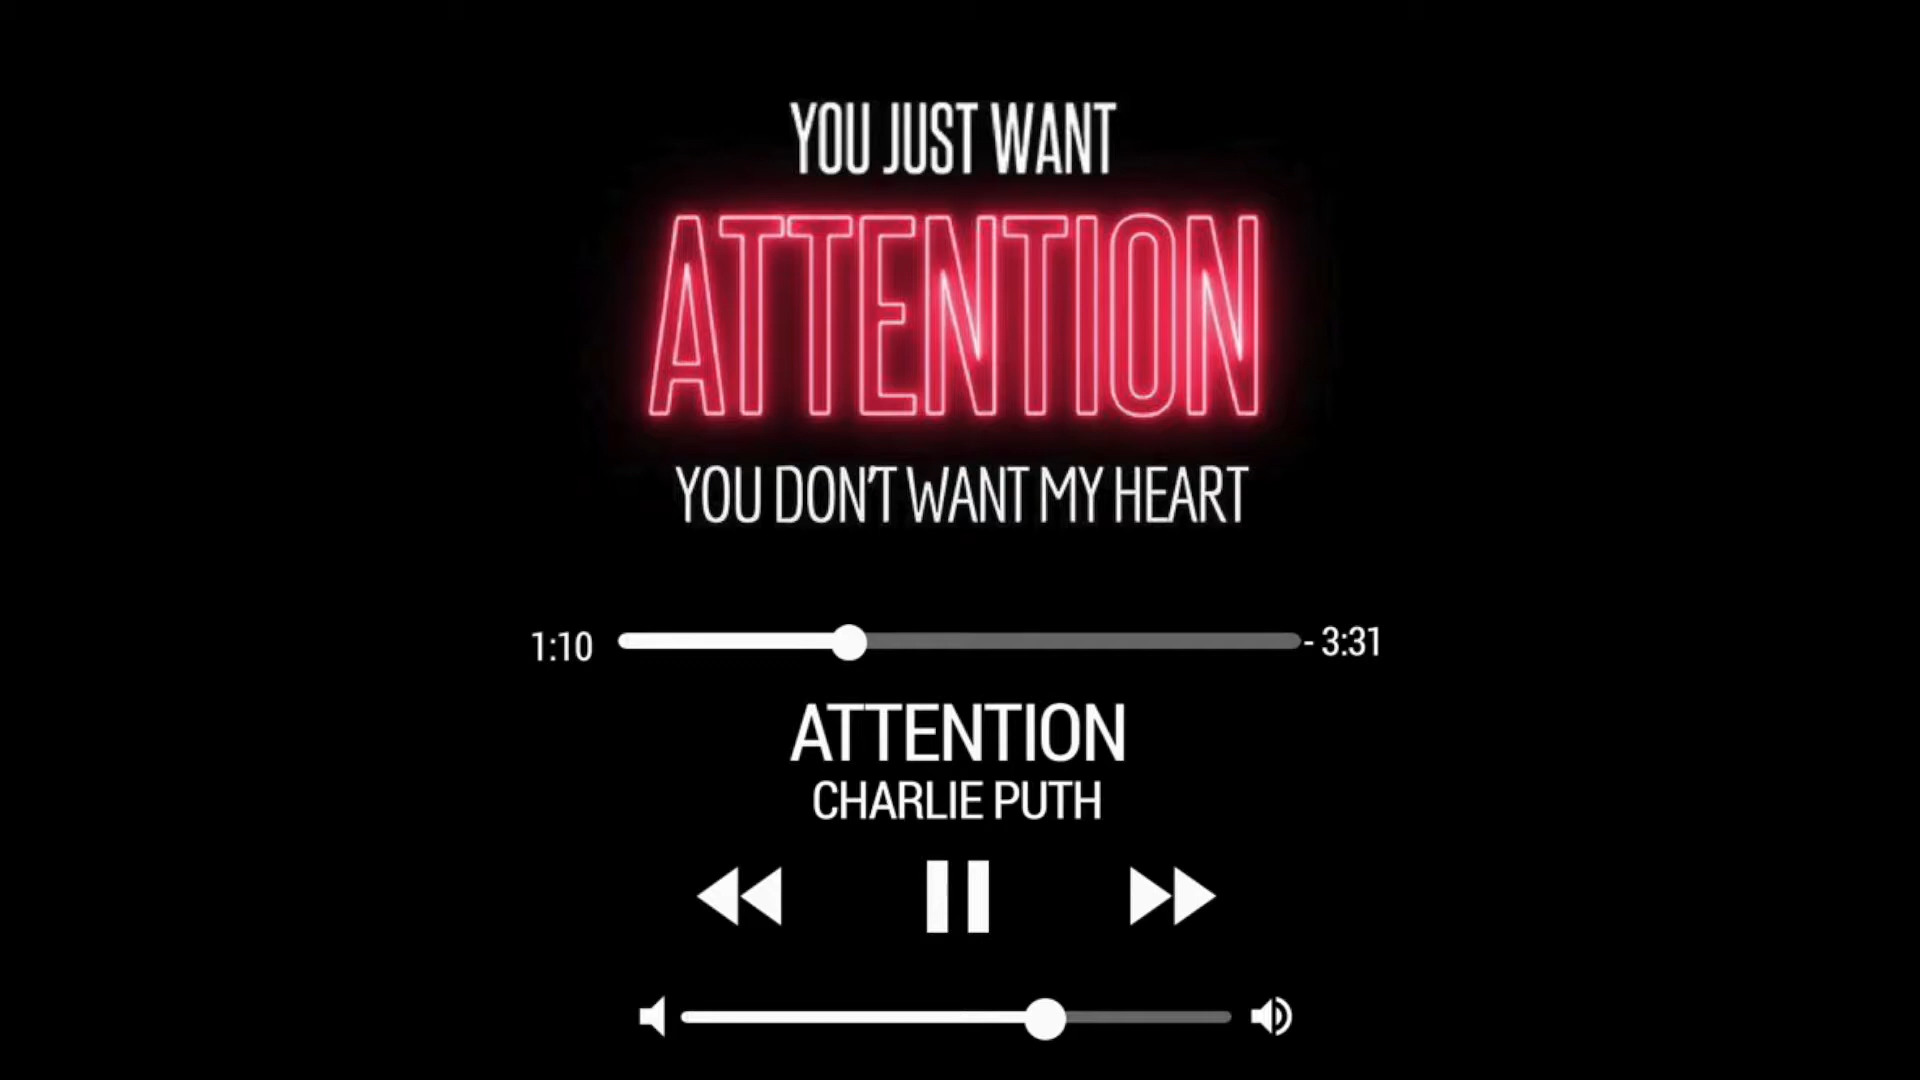 YOU JUST WANT
ATTENTION
YOU DON'T WANT MY HEART
1:10 - 3:31
ATTENTION
CHARLIE PUTH